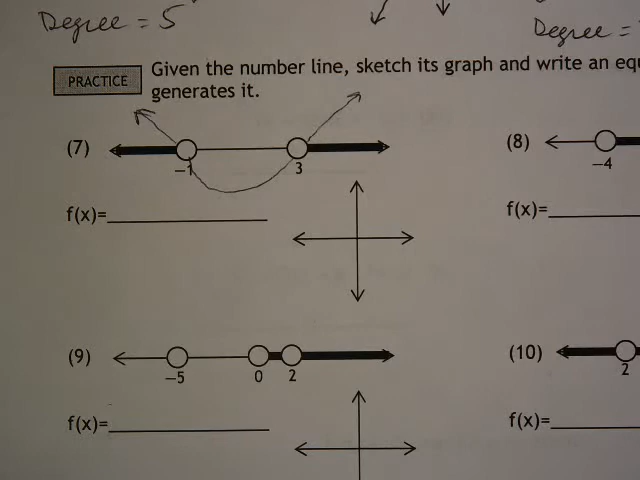 Degree = 5
Degree =
PRACTICE
Given the number line, sketch its graph and write an equ
generates it.
(7)
-1
3
(8)
-4
f(x)=
f(x)=
(9)
-5
0
2
(10)
2
f(x)=
f(x)=